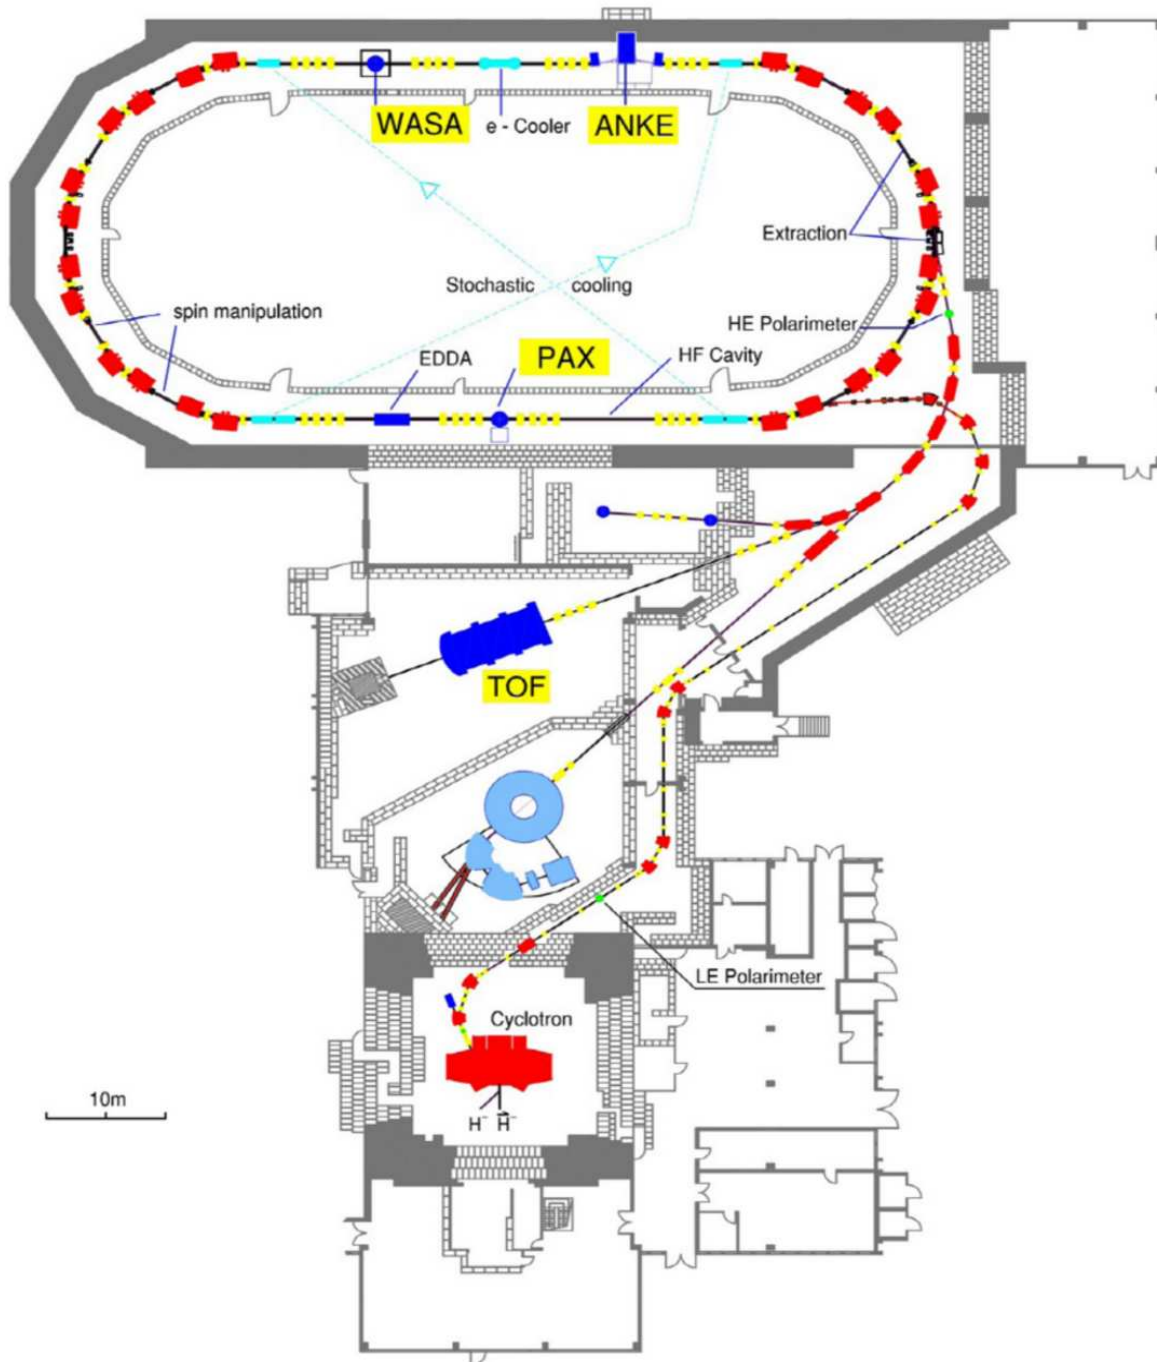 WASA
e - Cooler
ANKE
Extraction
Stochastic cooling
spin manipulation
HE Polarimeter
EDDA
PAX
HF Cavity
TOF
LE Polarimeter
Cyclotron
10m
H⁻ H⃗⁻